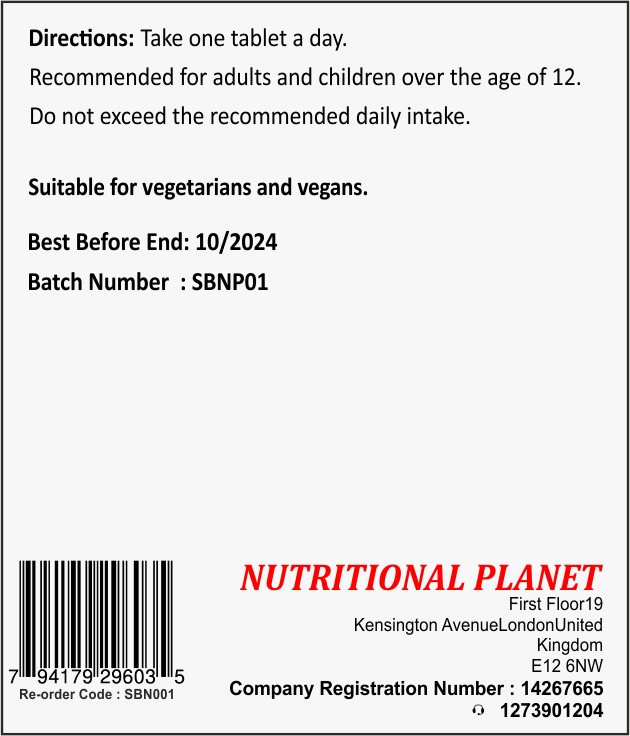 Directions: Take one tablet a day.
Recommended for adults and children over the age of 12.
Do not exceed the recommended daily intake.
Suitable for vegetarians and vegans.
Best Before End: 10/2024
Batch Number : SBNP01
7 94179 29603 5
Re-order Code : SBN001
NUTRITIONAL PLANET
First Floor19
Kensington AvenueLondonUnited
Kingdom
E12 6NW
Company Registration Number : 14267665
1273901204